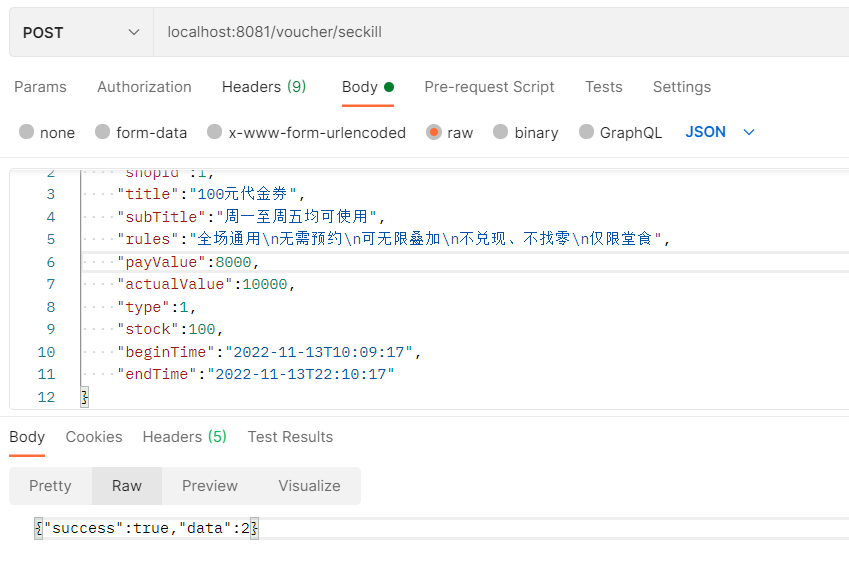 POST localhost:8081/voucher/seckill
Params Authorization Headers (9) Body Pre-request Script Tests Settings
none form-data x-www-form-urlencoded raw binary GraphQL JSON
2 "shopId":1,
3 "title":"100元代金券",
4 "subTitle":"周一至周五均可使用",
5 "rules":"全场通用\n无需预约\n可无限叠加\n不兑现、不找零\n仅限堂食",
6 "payValue":8000,
7 "actualValue":10000,
8 "type":1,
9 "stock":100,
10 "beginTime":"2022-11-13T10:09:17",
11 "endTime":"2022-11-13T22:10:17"
12 }
Body Cookies Headers (5) Test Results
Pretty Raw Preview Visualize
{"success":true,"data":2}